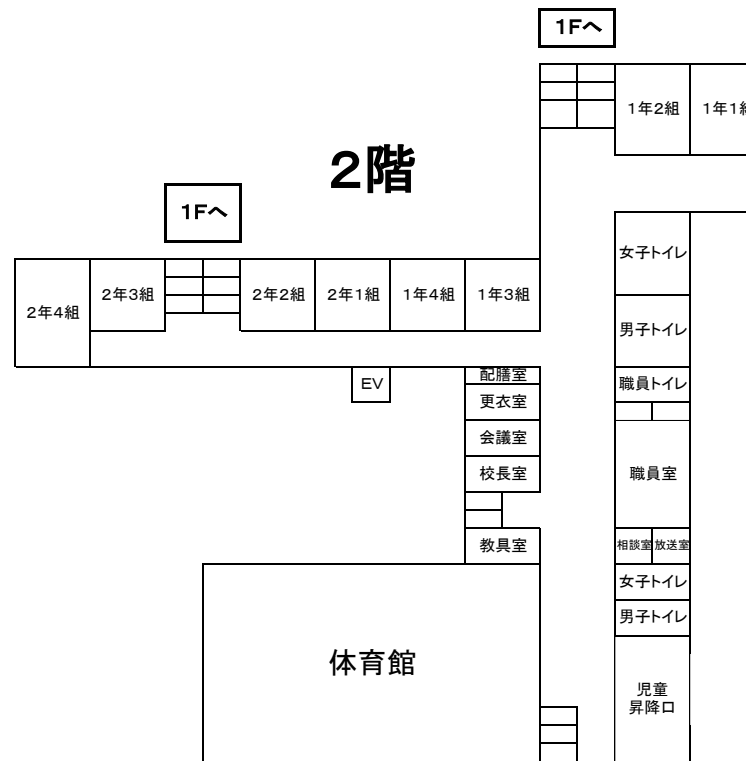 1Fへ
1年2組
1年1組
2階
1Fへ
女子トイレ
2年4組
2年3組
2年2組
2年1組
1年4組
1年3組
男子トイレ
EV
配膳室
職員トイレ
更衣室
会議室
校長室
職員室
教具室
相談室
放送室
女子トイレ
男子トイレ
体育館
児童
昇降口